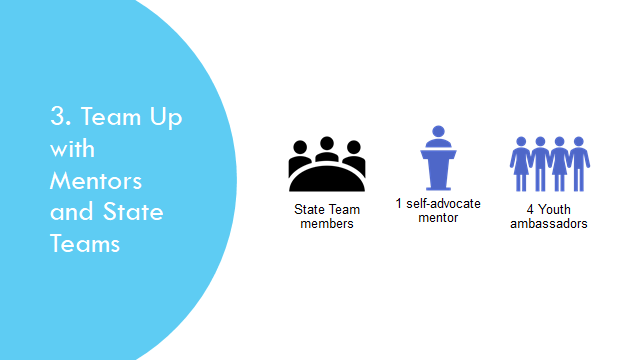 3. Team Up
with
Mentors
and State
Teams
State Team
members
1 self-advocate
mentor
4 Youth
ambassadors